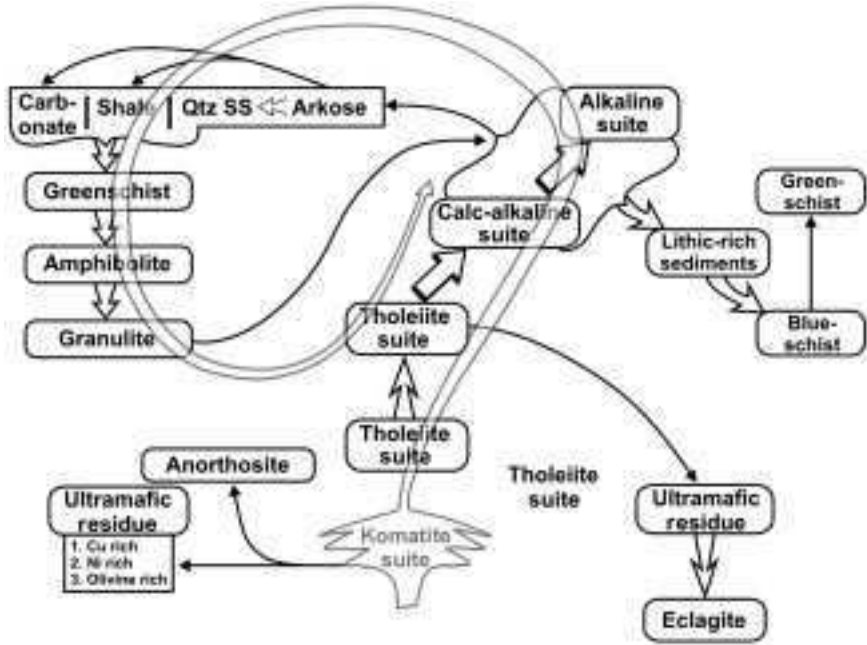 Carb-
onate
Shale
Qtz SS
Arkose
Alkaline
suite
Greenschist
Green-
schist
Calc-alkaline
suite
Lithic-rich
sediments
Amphibolite
Granulite
Tholeiite
suite
Blue-
schist
Tholeiite
suite
Anorthosite
Tholeiite
suite
Ultramafic
residue
Ultramafic
residue
1. Cu rich
2. Ni rich
3. Olivine rich
Komatite
suite
Eclagite